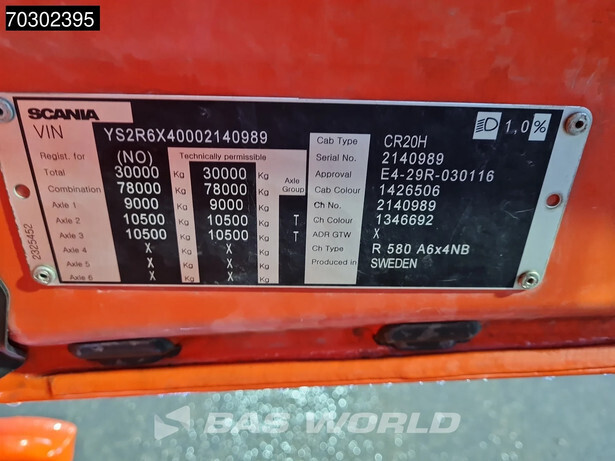 70302395
SCANIA
VIN YS2R6X40002140989
1,0%
Regist. for (NO) Technically permissible
Total 30000 Kg 30000 Kg Axle Group
Combination 78000 Kg 78000 Kg
Axle 1 9000 Kg 9000 Kg
Axle 2 10500 Kg 10500 Kg T
Axle 3 10500 Kg 10500 Kg T
Axle 4 X Kg X Kg
Axle 5 X Kg X Kg
Axle 6 X Kg X Kg
Cab Type CR20H
Serial No. 2140989
Approval E4-29R-030116
Cab Colour 1426506
Ch No. 2140989
Ch Colour 1346692
ADR GTW X
Ch Type R 580 A6x4NB
Produced in SWEDEN
2325452
BAS WORLD